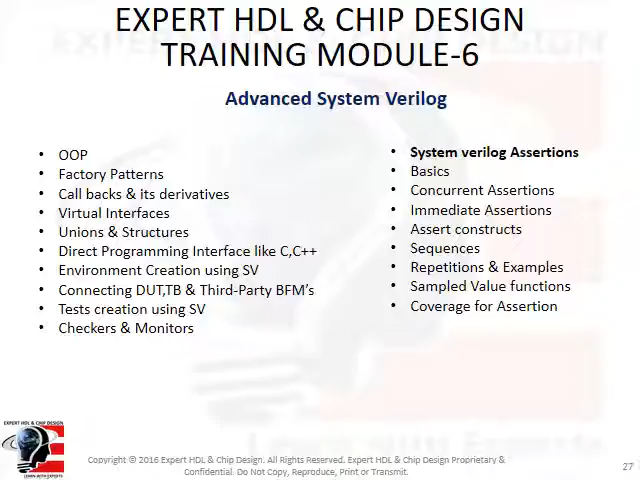 EXPERT HDL & CHIP DESIGN
TRAINING MODULE-6
Advanced System Verilog
• OOP
• Factory Patterns
• Call backs & its derivatives
• Virtual Interfaces
• Unions & Structures
• Direct Programming Interface like C,C++
• Environment Creation using SV
• Connecting DUT,TB & Third-Party BFM's
• Tests creation using SV
• Checkers & Monitors
• System verilog Assertions
• Basics
• Concurrent Assertions
• Immediate Assertions
• Assert constructs
• Sequences
• Repetitions & Examples
• Sampled Value functions
• Coverage for Assertion
EXPERT HDL & CHIP DESIGN
LEARN WITH EXPERTS
Copyright © 2016 Expert HDL & Chip Design. All Rights Reserved. Expert HDL & Chip Design Proprietary &
Confidential. Do Not Copy, Reproduce, Print or Transmit.
27